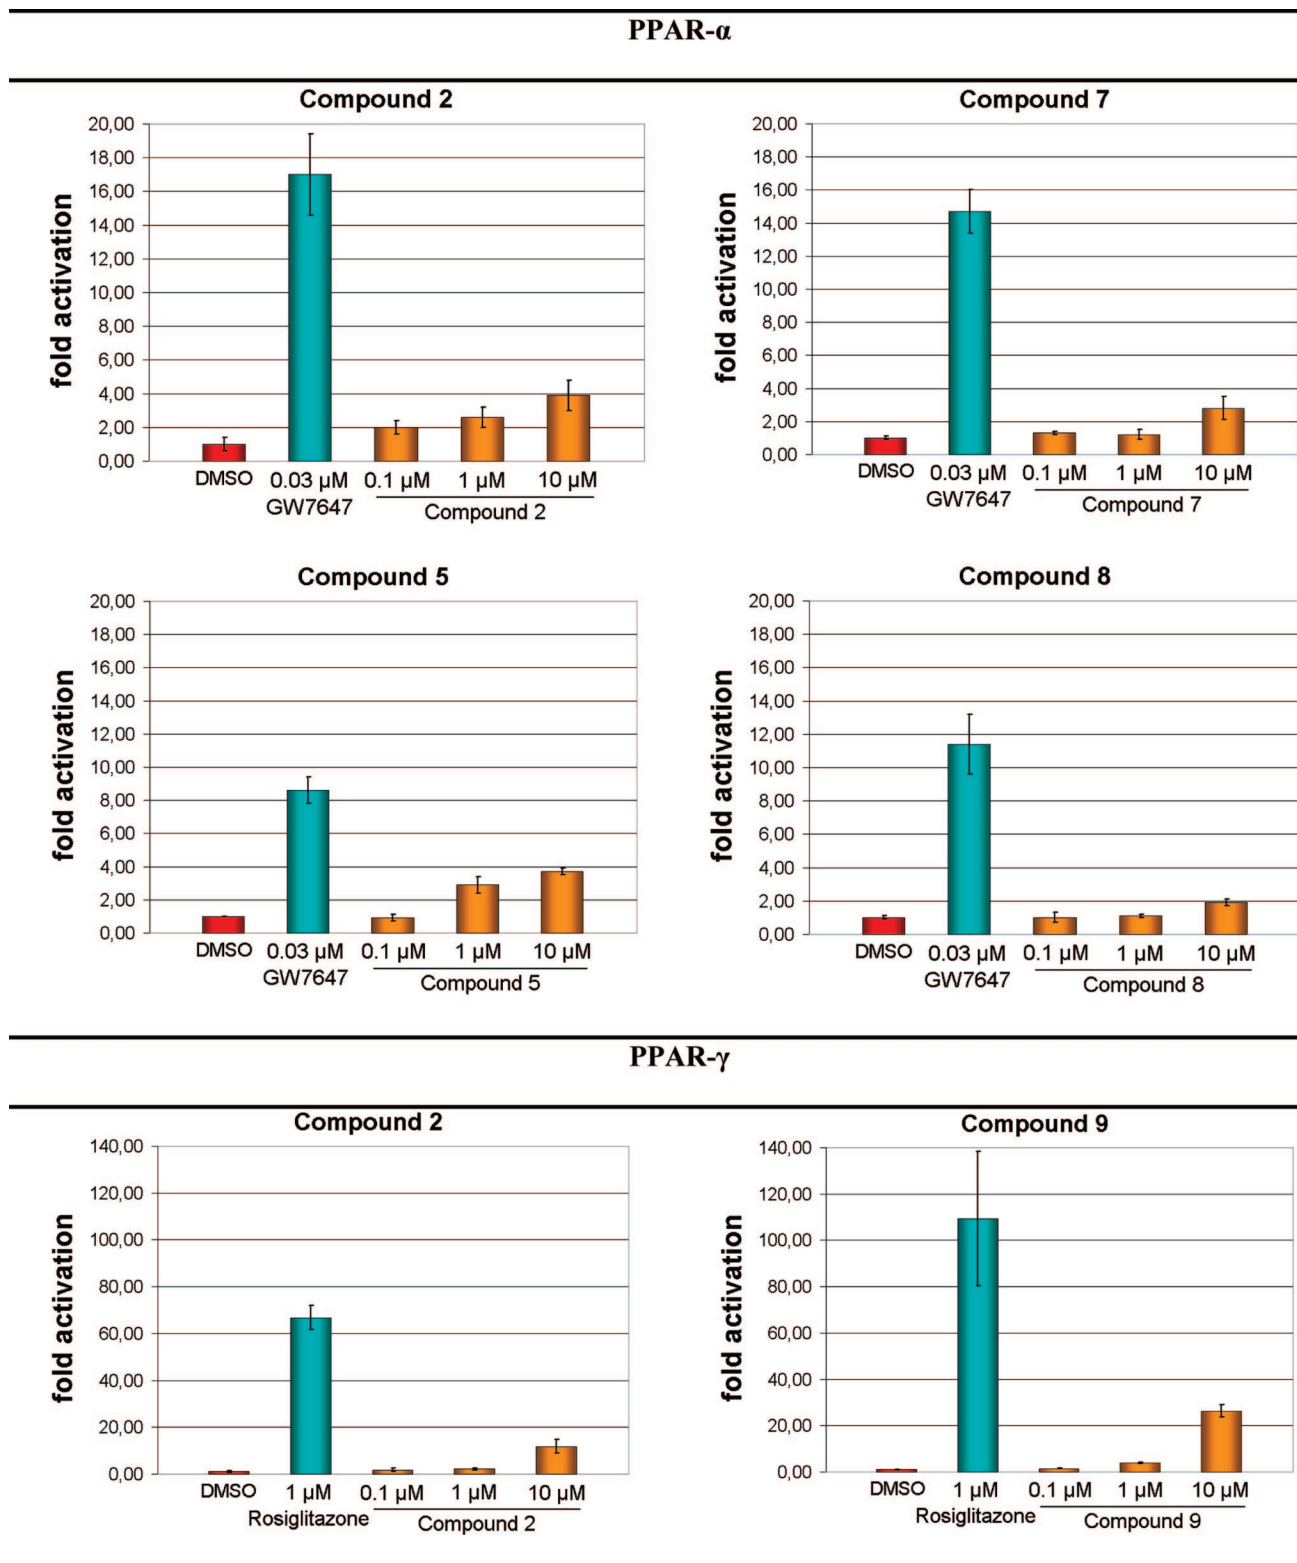 PPAR-α
Compound 2
fold activation
20,00
18,00
16,00
14,00
12,00
10,00
8,00
6,00
4,00
2,00
0,00
DMSO 0.03 µM 0.1 µM 1 µM 10 µM
GW7647 Compound 2
Compound 7
fold activation
20,00
18,00
16,00
14,00
12,00
10,00
8,00
6,00
4,00
2,00
0,00
DMSO 0.03 µM 0.1 µM 1 µM 10 µM
GW7647 Compound 7
Compound 5
fold activation
20,00
18,00
16,00
14,00
12,00
10,00
8,00
6,00
4,00
2,00
0,00
DMSO 0.03 µM 0.1 µM 1 µM 10 µM
GW7647 Compound 5
Compound 8
fold activation
20,00
18,00
16,00
14,00
12,00
10,00
8,00
6,00
4,00
2,00
0,00
DMSO 0.03 µM 0.1 µM 1 µM 10 µM
GW7647 Compound 8
PPAR-γ
Compound 2
fold activation
140,00
120,00
100,00
80,00
60,00
40,00
20,00
0,00
DMSO 1 µM 0.1 µM 1 µM 10 µM
Rosiglitazone Compound 2
Compound 9
fold activation
140,00
120,00
100,00
80,00
60,00
40,00
20,00
0,00
DMSO 1 µM 0.1 µM 1 µM 10 µM
Rosiglitazone Compound 9